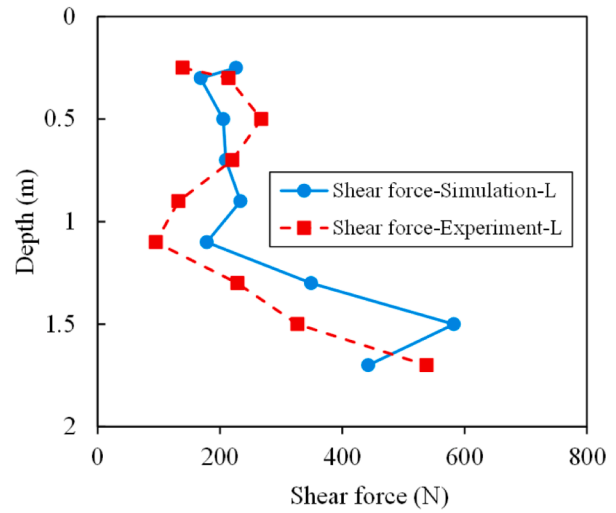 0
0.5
1
1.5
2
Depth (m)
Shear force-Simulation-L
Shear force-Experiment-L
0 200 400 600 800
Shear force (N)